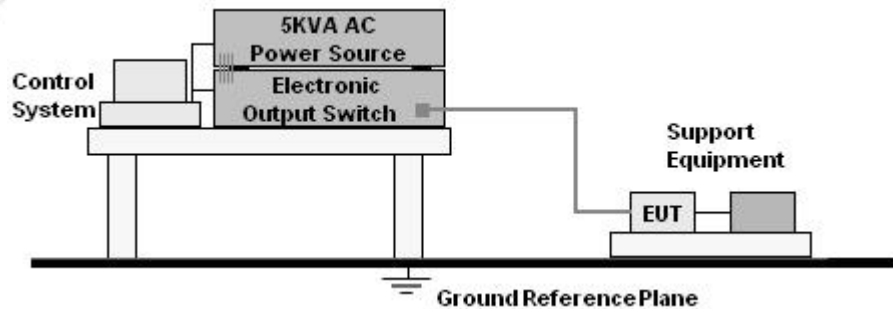 5KVA AC
Power Source
Electronic
Output Switch
Control
System
Support
Equipment
EUT
Ground Reference Plane